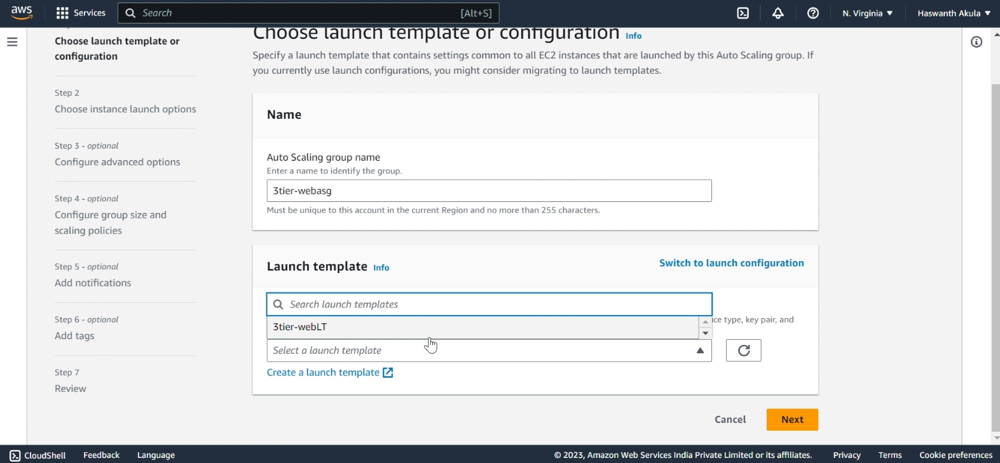 aws
Services
Search
[Alt+S]
N. Virginia
Haswanth Akula
Choose launch template or
configuration
Step 2
Choose instance launch options
Step 3 - optional
Configure advanced options
Step 4 - optional
Configure group size and
scaling policies
Step 5 - optional
Add notifications
Step 6 - optional
Add tags
Step 7
Review
Choose launch template or configuration Info
Specify a launch template that contains settings common to all EC2 instances that are launched by this Auto Scaling group. If
you currently use launch configurations, you might consider migrating to launch templates.
Name
Auto Scaling group name
Enter a name to identify the group.
3tier-webasg
Must be unique to this account in the current Region and no more than 255 characters.
Launch template Info
Switch to launch configuration
Search launch templates
type, key pair, and
3tier-webLT
Select a launch template
Create a launch template
Cancel
Next
CloudShell
Feedback
Language
© 2023, Amazon Web Services India Private Limited or its affiliates.
Privacy
Terms
Cookie preferences